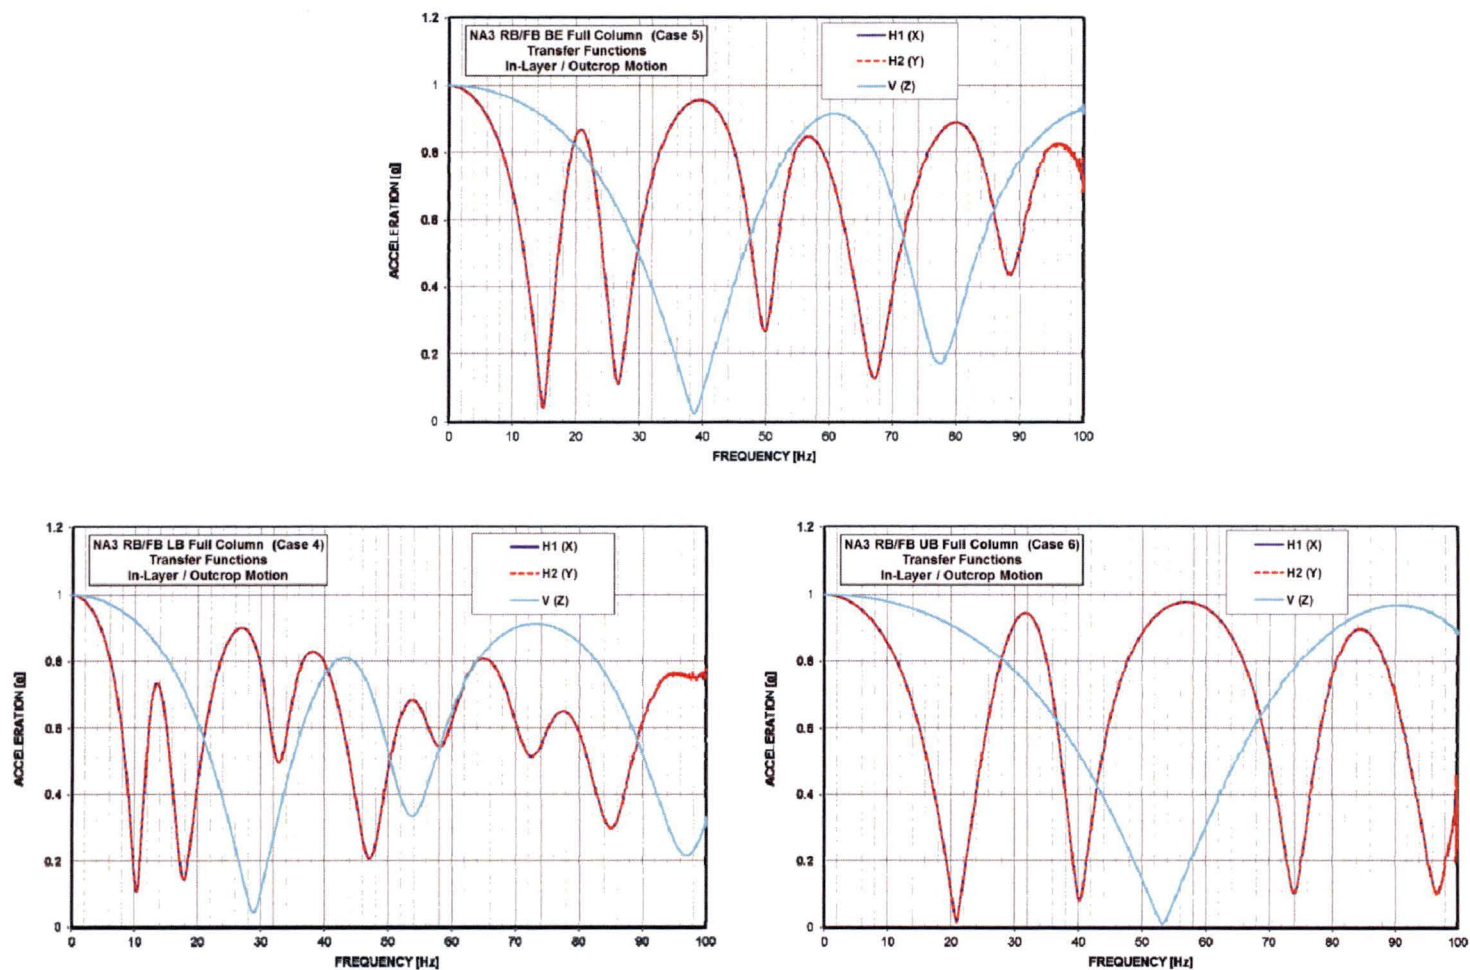 NA3 RB/FB BE Full Column (Case 5)
Transfer Functions
In-Layer / Outcrop Motion
H1 (X)
H2 (Y)
V (Z)
ACCELERATION [g]
1.2
1
0.8
0.6
0.4
0.2
0
0 10 20 30 40 50 60 70 80 90 100
FREQUENCY [Hz]
NA3 RB/FB LB Full Column (Case 4)
Transfer Functions
In-Layer / Outcrop Motion
H1 (X)
H2 (Y)
V (Z)
ACCELERATION [g]
1.2
1
0.8
0.6
0.4
0.2
0
0 10 20 30 40 50 60 70 80 90 100
FREQUENCY [Hz]
NA3 RB/FB UB Full Column (Case 6)
Transfer Functions
In-Layer / Outcrop Motion
H1 (X)
H2 (Y)
V (Z)
ACCELERATION [g]
1.2
1
0.8
0.6
0.4
0.2
0
0 10 20 30 40 50 60 70 80 90 100
FREQUENCY [Hz]